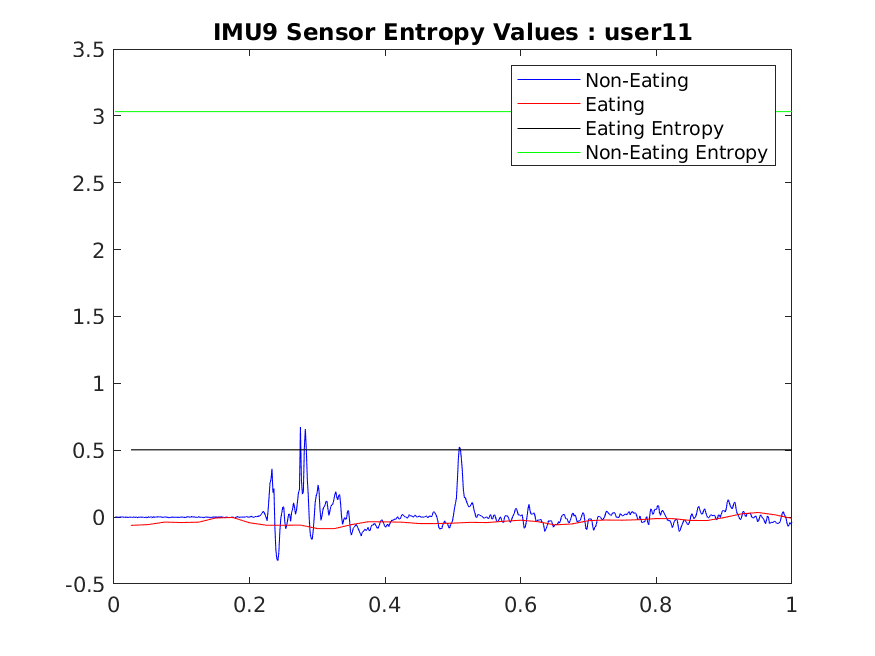 IMU9 Sensor Entropy Values : user11
3.5
3
2.5
2
1.5
1
0.5
0
-0.5
0 0.2 0.4 0.6 0.8 1
Non-Eating
Eating
Eating Entropy
Non-Eating Entropy